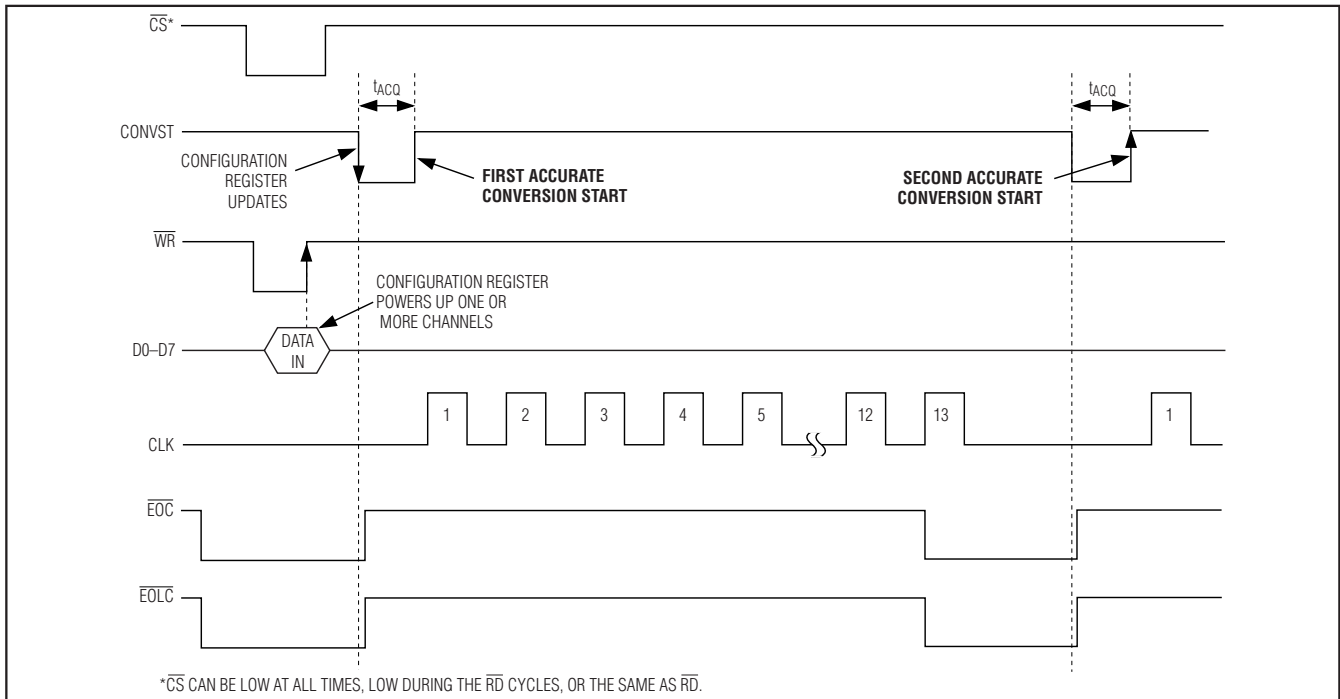 CS*
tACQ
tACQ
CONVST
CONFIGURATION
REGISTER
UPDATES
FIRST ACCURATE
CONVERSION START
SECOND ACCURATE
CONVERSION START
WR
CONFIGURATION REGISTER
POWERS UP ONE OR
MORE CHANNELS
D0–D7
DATA
IN
1 2 3 4 5 12 13 1
CLK
EOC
EOLC
*CS CAN BE LOW AT ALL TIMES, LOW DURING THE RD CYCLES, OR THE SAME AS RD.